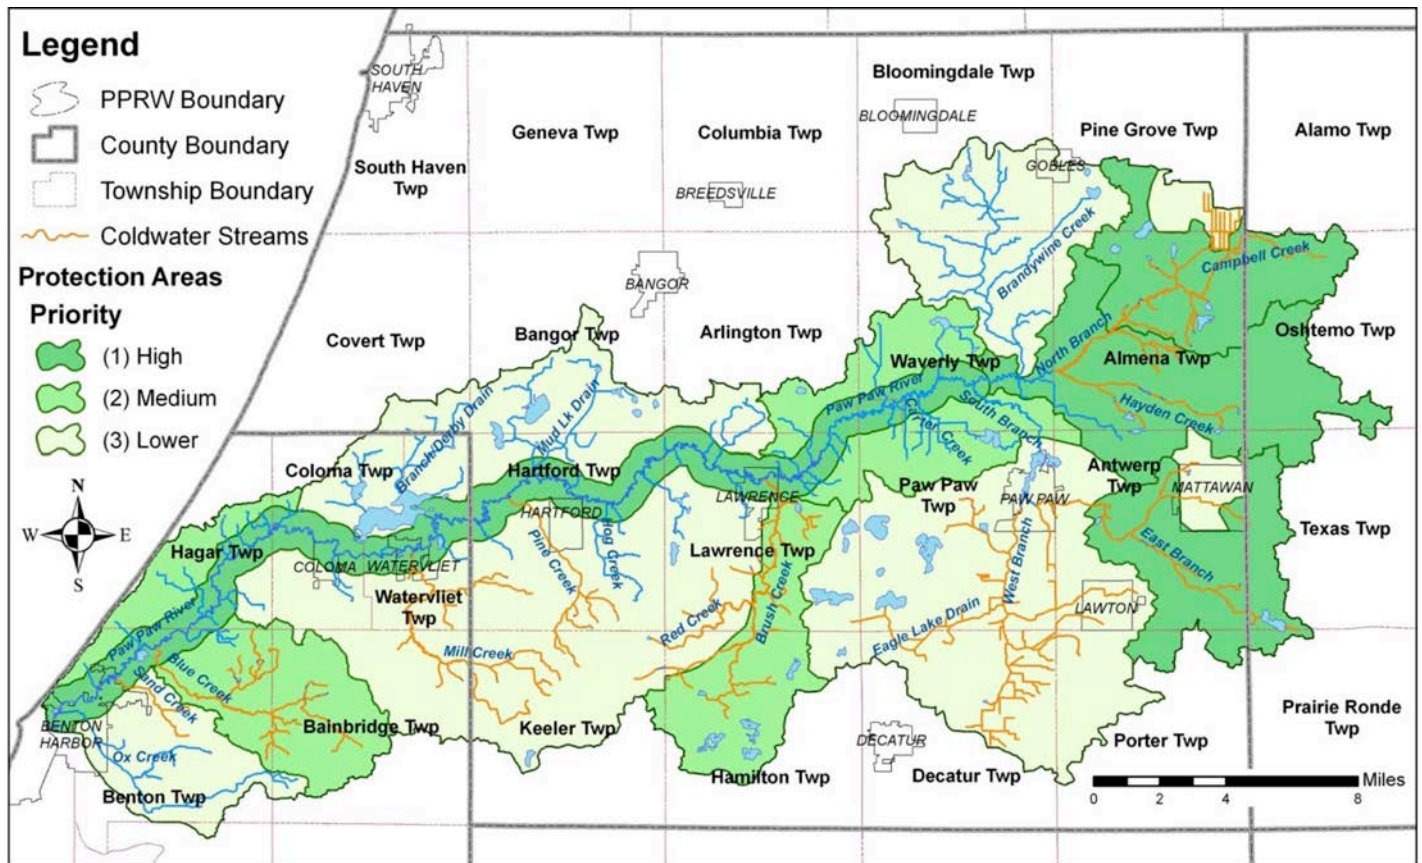 Legend
PPRW Boundary
County Boundary
Township Boundary
Coldwater Streams
Protection Areas
Priority
(1) High
(2) Medium
(3) Lower
N
W
E
S
SOUTH
HAVEN
South Haven
Twp
Geneva Twp
Columbia Twp
Bloomingdale Twp
BLOOMINGDALE
Pine Grove Twp
Alamo Twp
GOBLES
BREEDSVILLE
BANGOR
Covert Twp
Bangor Twp
Arlington Twp
Waverly Twp
Brandywine Creek
Campbell Creek
North Branch
Almena Twp
Oshtemo Twp
Hayden Creek
Paw Paw River
Carter Creek
South Branch
Coloma Twp
Branch/Derby Drain
Mud Lk Drain
Hartford Twp
HARTFORD
LAWRENCE
Paw Paw
Twp
PAW PAW
Antwerp
Twp
MATTAWAN
Texas Twp
Hagar Twp
COLOMA
WATERVLIET
Watervliet
Twp
Pine Creek
Hog Creek
Lawrence Twp
Brush Creek
Red Creek
West Branch
East Branch
LAWTON
Eagle Lake Drain
Mill Creek
Paw Paw River
Blue Creek
Sand Creek
Bainbridge Twp
Keeler Twp
BENTON
HARBOR
Ox Creek
Benton Twp
Hamilton Twp
DECATUR
Decatur Twp
Porter Twp
Prairie Ronde
Twp
Miles
0 2 4 8